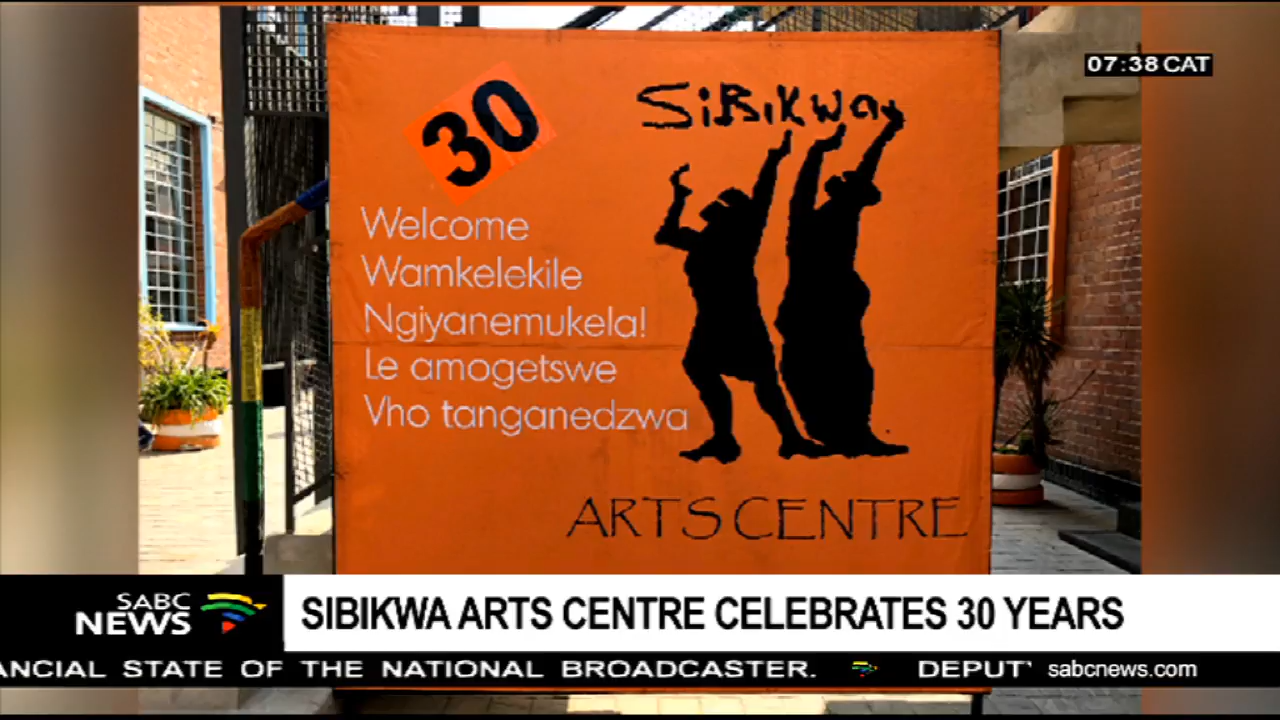 07:38 CAT
30
SiBiKwa
Welcome
Wamkelekile
Ngiyanemukela!
Le amogetswe
Vho tanganedzwa
ARTS CENTRE
SABC NEWS
SIBIKWA ARTS CENTRE CELEBRATES 30 YEARS
ANCIAL STATE OF THE NATIONAL BROADCASTER. DEPUT
sabcnews.com